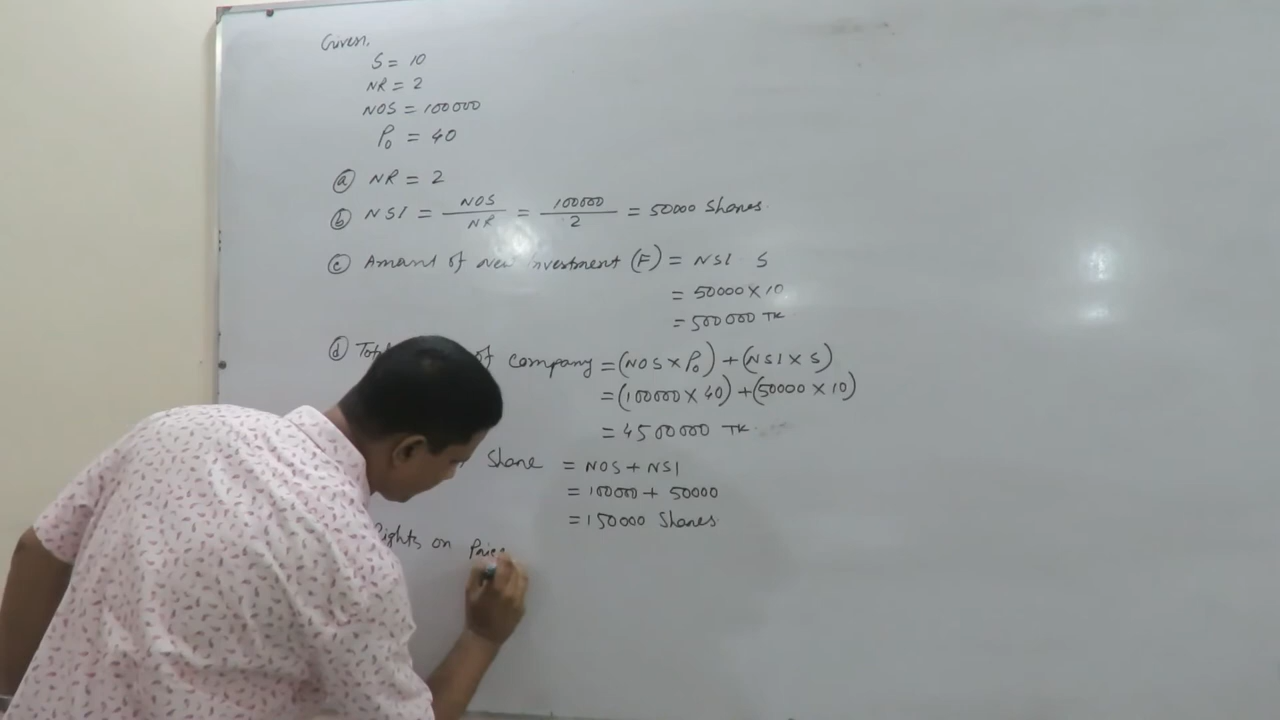 Given,
S = 10
NR = 2
NOS = 100000
P₀ = 40
(a) NR = 2
(b) NSI = NOS / NR = 100000 / 2 = 50000 Shares.
(c) Amount of new investment (F) = NSI S
= 50000 × 10
= 500000 TK
(d) of company = (NOS × P₀) + (NSI × S)
= (100000 × 40) + (50000 × 10)
= 4500000 TK
Share = NOS + NSI
= 100000 + 50000
= 150000 Shares.
Rights on